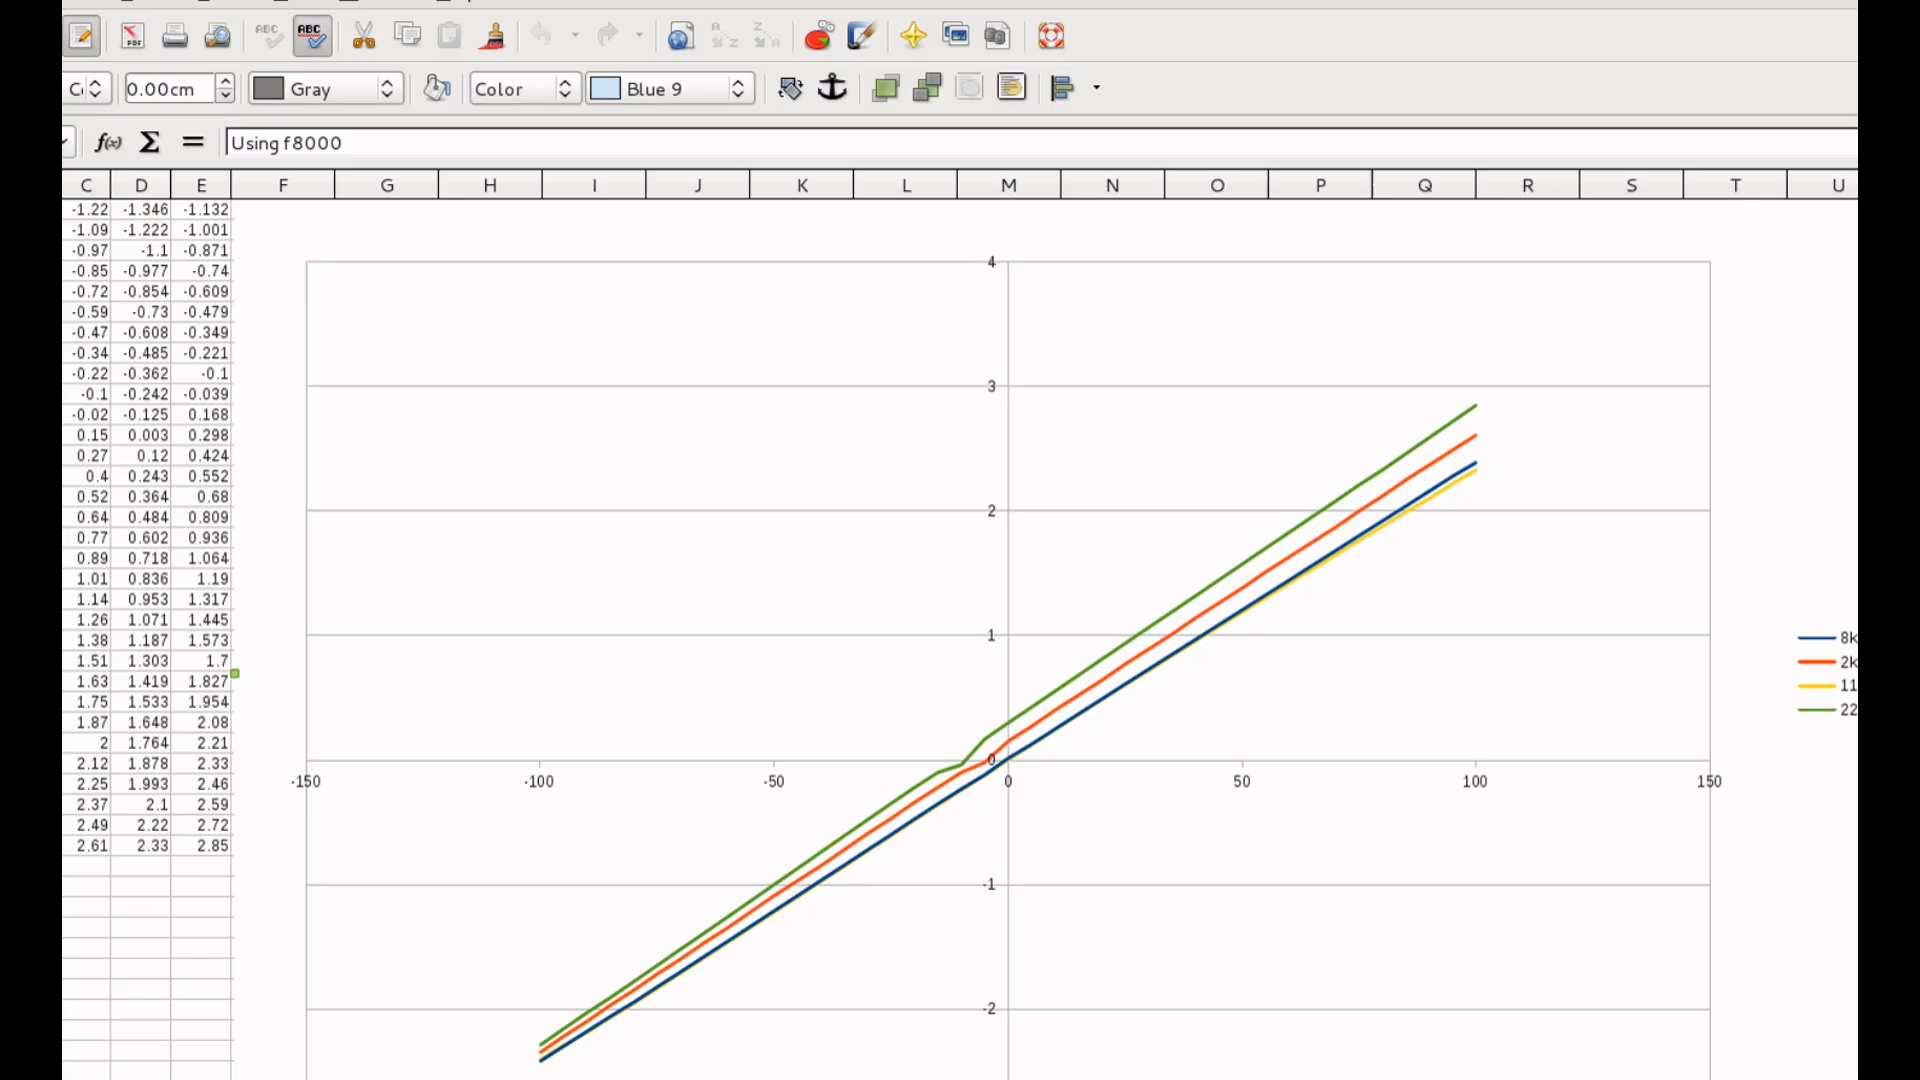 ABC ABC A Z Z A
C 0.00cm Gray Color Blue 9
f(x) Σ = Using f8000
C D E F G H I J K L M N O P Q R S T U
-1.22 -1.346 -1.132
-1.09 -1.222 -1.001
-0.97 -1.1 -0.871
-0.85 -0.977 -0.74
-0.72 -0.854 -0.609
-0.59 -0.73 -0.479
-0.47 -0.608 -0.349
-0.34 -0.485 -0.221
-0.22 -0.362 -0.1
-0.1 -0.242 -0.039
-0.02 -0.125 0.168
0.15 0.003 0.298
0.27 0.12 0.424
0.4 0.243 0.552
0.52 0.364 0.68
0.64 0.484 0.809
0.77 0.602 0.936
0.89 0.718 1.064
1.01 0.836 1.19
1.14 0.953 1.317
1.26 1.071 1.445
1.38 1.187 1.573
1.51 1.303 1.7
1.63 1.419 1.827
1.75 1.533 1.954
1.87 1.648 2.08
2 1.764 2.21
2.12 1.878 2.33
2.25 1.993 2.46
2.37 2.1 2.59
2.49 2.22 2.72
2.61 2.33 2.85
4
3
2
1
0
-1
-2
-150 -100 -50 0 50 100 150
8k
2k
11
22